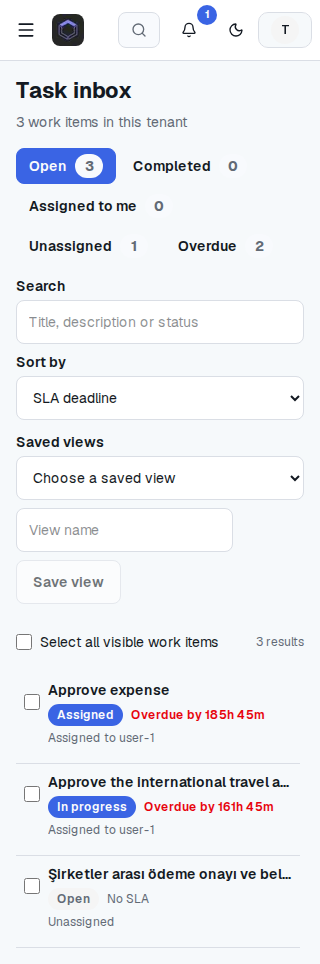 1
T
Task inbox
3 work items in this tenant
Open 3 Completed 0
Assigned to me 0
Unassigned 1 Overdue 2
Search
Title, description or status
Sort by
SLA deadline
Saved views
Choose a saved view
View name
Save view
Select all visible work items 3 results
Approve expense
Assigned Overdue by 185h 45m
Assigned to user-1
Approve the international travel a...
In progress Overdue by 161h 45m
Assigned to user-1
Şirketler arası ödeme onayı ve bel...
Open No SLA
Unassigned